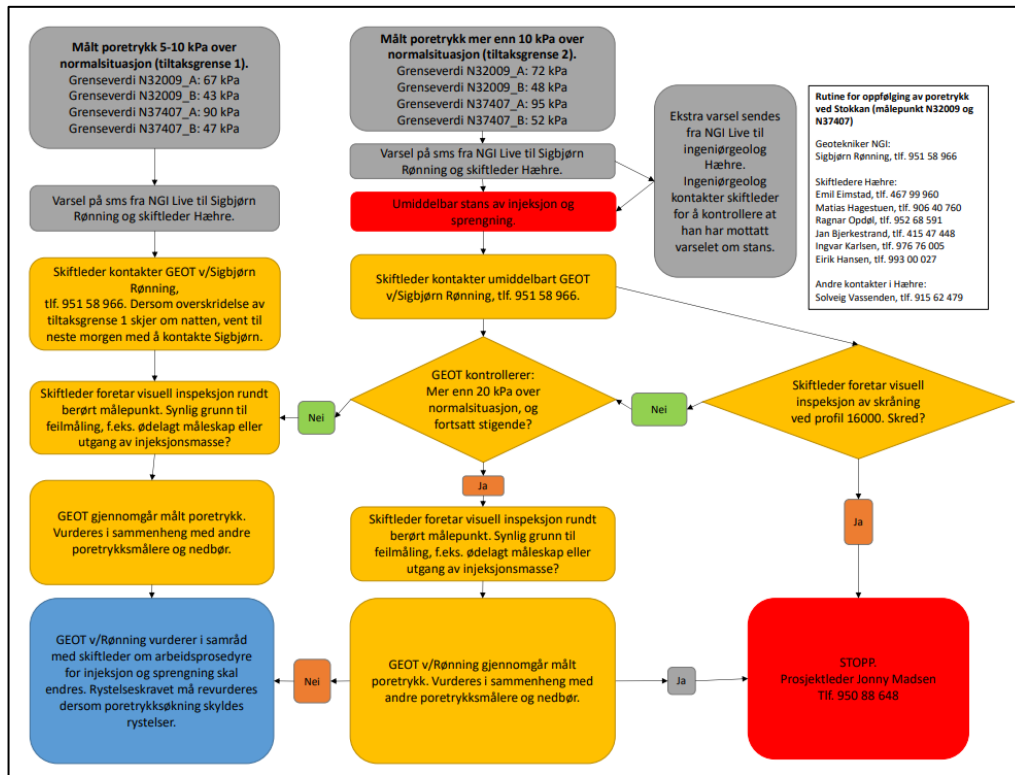 Målt poretrykk 5-10 kPa over
normalsituasjon (tiltaksgrense 1).
Grenseverdi N32009_A: 67 kPa
Grenseverdi N32009_B: 43 kPa
Grenseverdi N37407_A: 90 kPa
Grenseverdi N37407_B: 47 kPa
Varsel på sms fra NGI Live til Sigbjørn
Rønning og skiftleder Hæhre.
Skiftleder kontakter GEOT v/Sigbjørn
Rønning,
tlf. 951 58 966. Dersom overskridelse av
tiltaksgrense 1 skjer om natten, vent til
neste morgen med å kontakte Sigbjørn.
Skiftleder foretar visuell inspeksjon rundt
berørt målepunkt. Synlig grunn til
feilmåling, f.eks. ødelagt måleskap eller
utgang av injeksjonsmasse?
GEOT gjennomgår målt poretrykk.
Vurderes i sammenheng med andre
poretrykksmålere og nedbør.
GEOT v/Rønning vurderer i samråd
med skiftleder om arbeidsprosedyre
for injeksjon og sprengning skal
endres. Rystelseskravet må revurderes
dersom poretrykksøkning skyldes
rystelser.
Målt poretrykk mer enn 10 kPa over
normalsituasjon (tiltaksgrense 2).
Grenseverdi N32009_A: 72 kPa
Grenseverdi N32009_B: 48 kPa
Grenseverdi N37407_A: 95 kPa
Grenseverdi N37407_B: 52 kPa
Varsel på sms fra NGI Live til Sigbjørn
Rønning og skiftleder Hæhre.
Umiddelbar stans av injeksjon og
sprengning.
Skiftleder kontakter umiddelbart GEOT
v/Sigbjørn Rønning, tlf. 951 58 966.
GEOT kontrollerer:
Mer enn 20 kPa over
normalsituasjon, og
fortsatt stigende?
Nei
Ja
Skiftleder foretar visuell inspeksjon rundt
berørt målepunkt. Synlig grunn til
feilmåling, f.eks. ødelagt måleskap eller
utgang av injeksjonsmasse?
GEOT v/Rønning gjennomgår målt
poretrykk. Vurderes i sammenheng med
andre poretrykksmålere og nedbør.
Nei
Ja
Ekstra varsel sendes
fra NGI Live til
ingeniørgeolog
Hæhre.
Ingeniørgeolog
kontakter skiftleder
for å kontrollere at
han har mottatt
varselet om stans.
Rutine for oppfølging av poretrykk
ved Stokkan (målepunkt N32009 og
N37407)
Geotekniker NGI:
Sigbjørn Rønning, tlf. 951 58 966
Skiftledere Hæhre:
Emil Eimstad, tlf. 467 99 960
Matias Hagestuen, tlf. 906 40 760
Ragnar Opdøl, tlf. 952 68 591
Jan Bjerkestrand, tlf. 415 47 448
Ingvar Karlsen, tlf. 976 76 005
Eirik Hansen, tlf. 993 00 027
Andre kontakter i Hæhre:
Solveig Vassenden, tlf. 915 62 479
Skiftleder foretar visuell
inspeksjon av skråning
ved profil 16000. Skred?
Nei
Ja
STOPP.
Prosjektleder Jonny Madsen
Tlf. 950 88 648